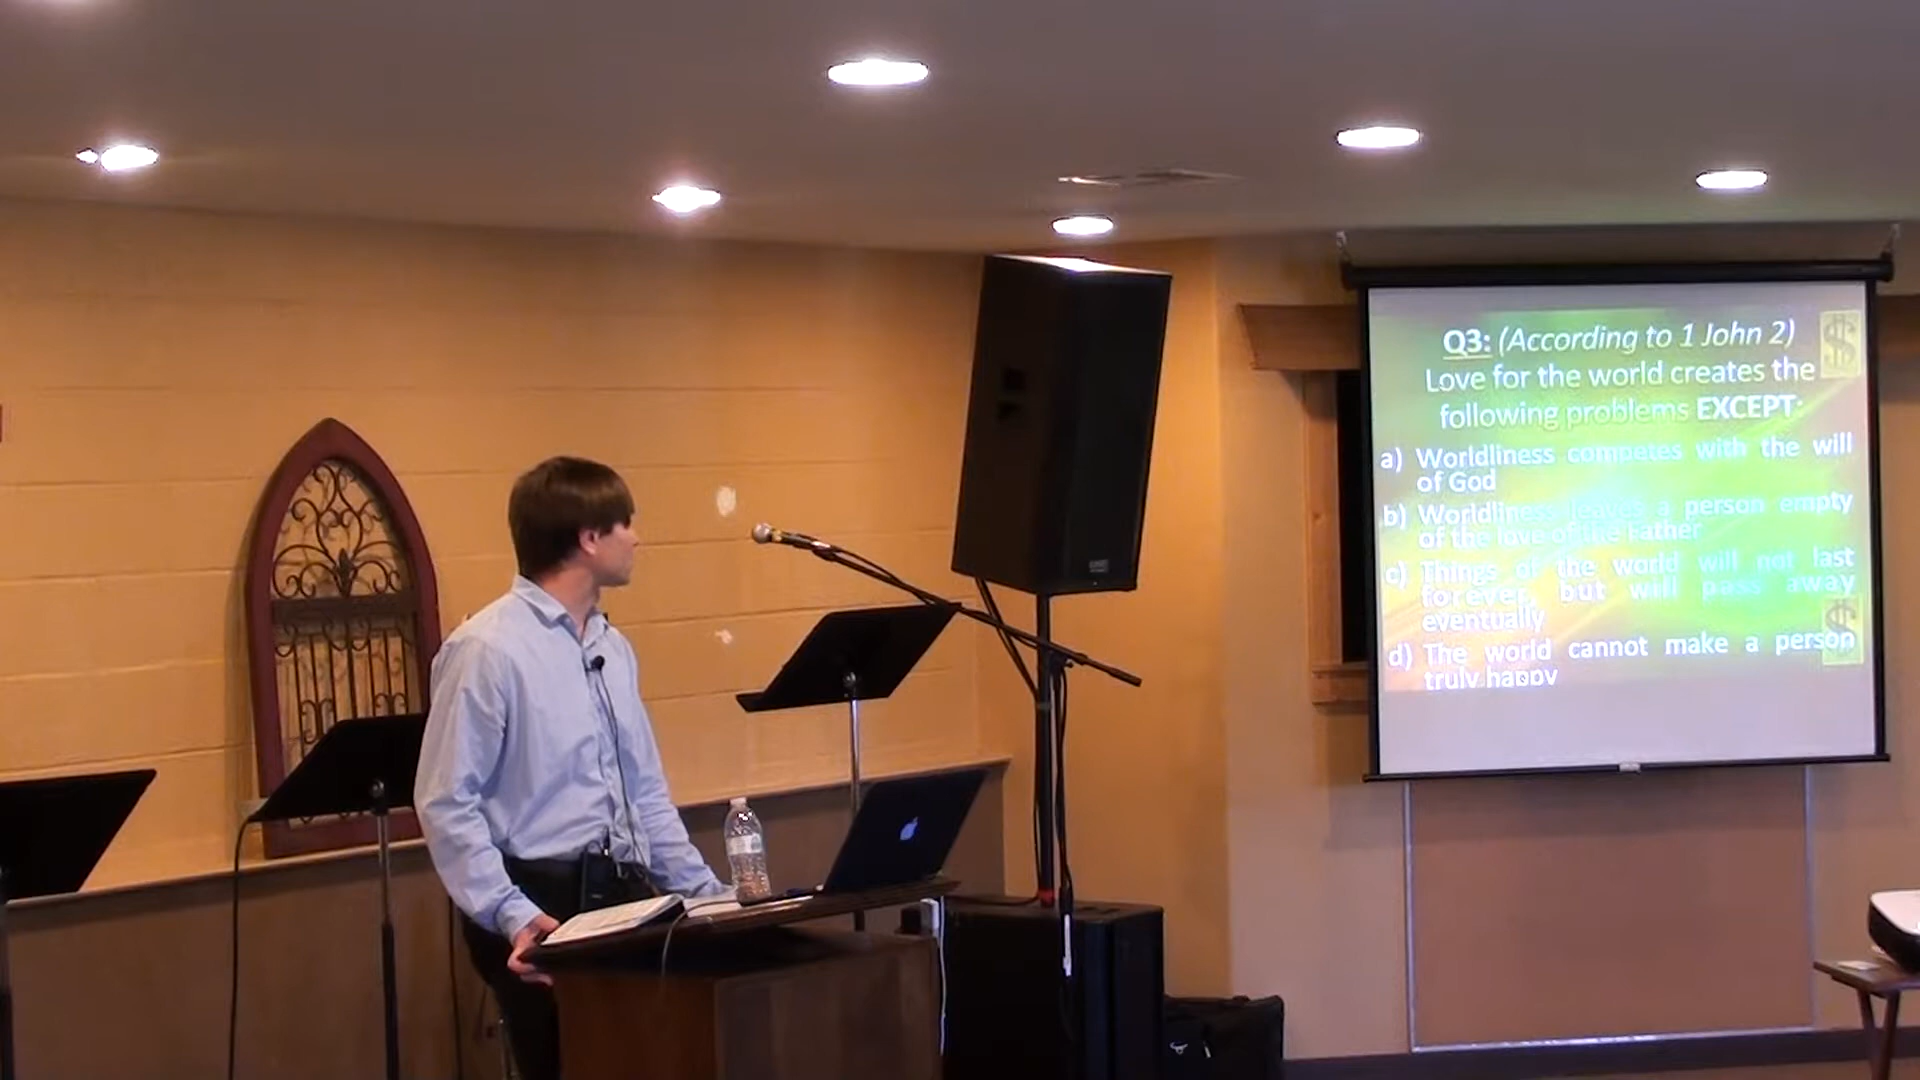 Q3: (According to 1 John 2)
Love for the world creates the
following problems EXCEPT:
a) Worldliness competes with the will
of God
b) Worldliness leaves a person empty
of the love of the Father
c) Things of the world will not last
forever, but will pass away
eventually
d) The world cannot make a person
truly happy
$
$